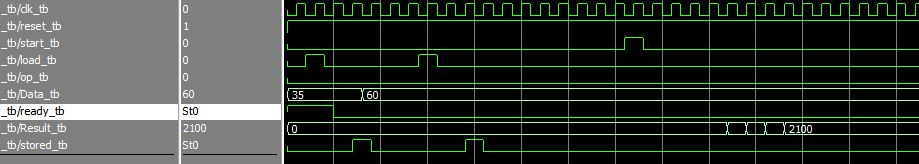 _tb/clk_tb 0
_tb/reset_tb 1
_tb/start_tb 0
_tb/load_tb 0
_tb/op_tb 0
_tb/Data_tb 60 35 60
_tb/ready_tb St0
_tb/Result_tb 2100 0 2100
_tb/stored_tb St0